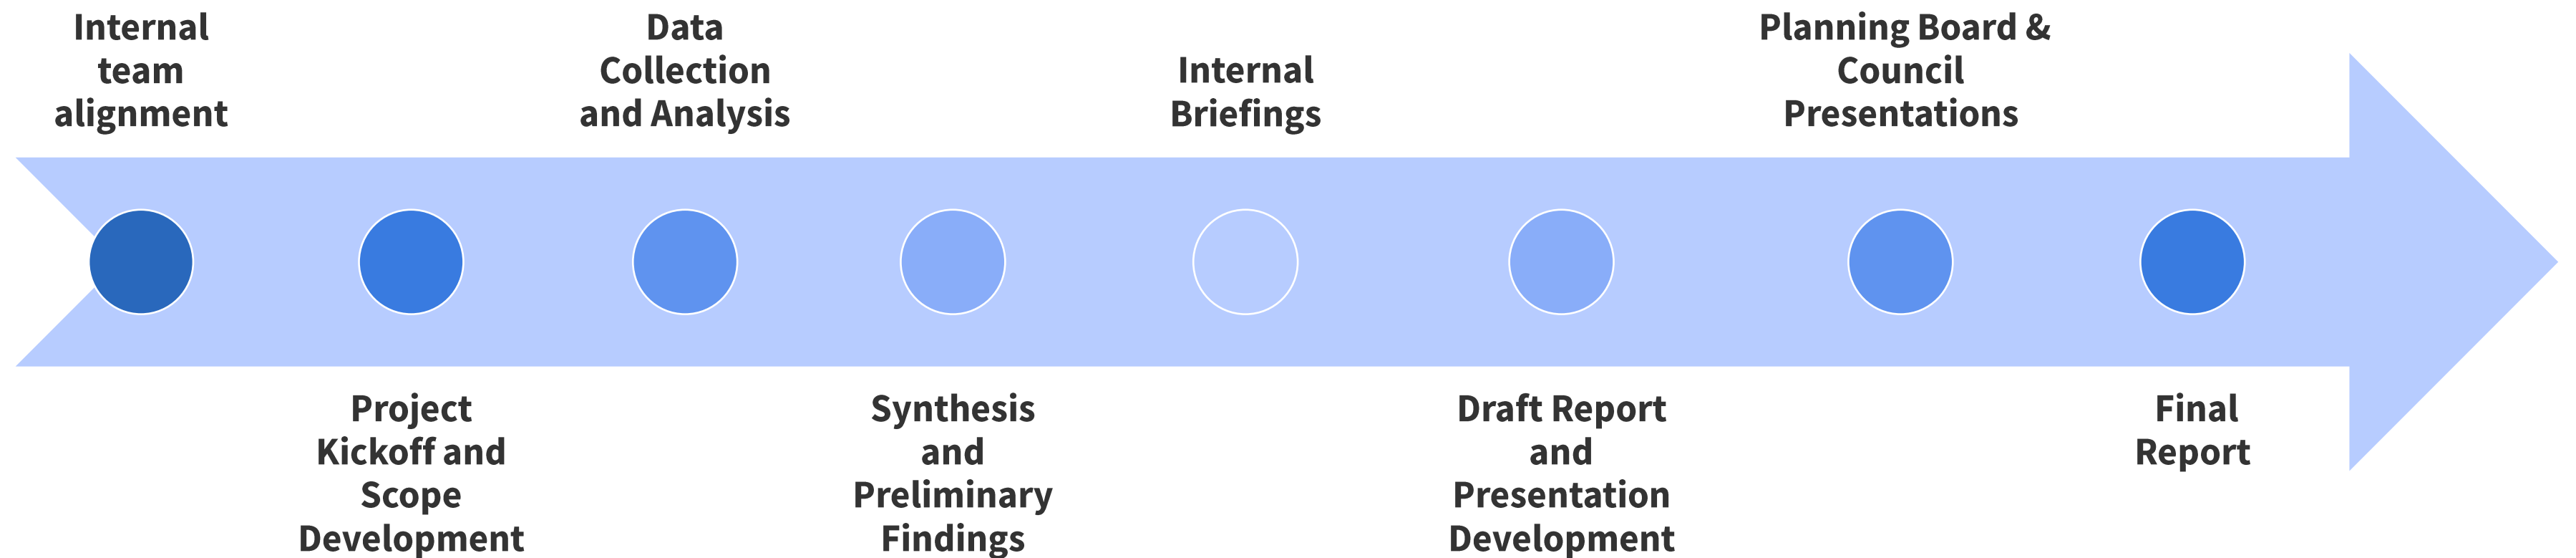 Internal
team
alignment
Project
Kickoff and
Scope
Development
Data
Collection
and Analysis
Synthesis
and
Preliminary
Findings
Internal
Briefings
Draft Report
and
Presentation
Development
Planning Board &
Council
Presentations
Final
Report